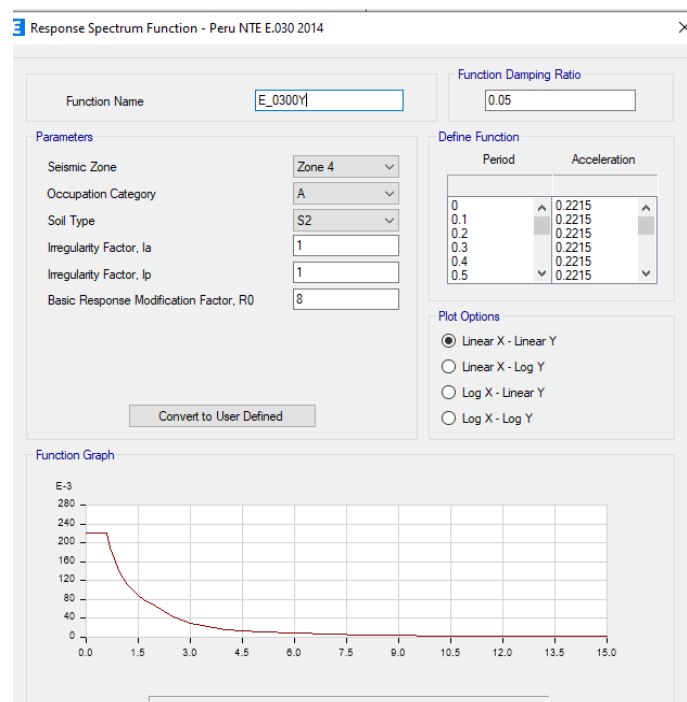 E Response Spectrum Function - Peru NTE E.030 2014
Function Name
E_0300Y
Function Damping Ratio
0.05
Parameters
Seismic Zone
Zone 4
Occupation Category
A
Soil Type
S2
Irregularity Factor, Ia
1
Irregularity Factor, Ip
1
Basic Response Modification Factor, R0
8
Convert to User Defined
Define Function
Period Acceleration
0 0.2215
0.1 0.2215
0.2 0.2215
0.3 0.2215
0.4 0.2215
0.5 0.2215
Plot Options
Linear X - Linear Y
Linear X - Log Y
Log X - Linear Y
Log X - Log Y
Function Graph
E-3
280
240
200
160
120
80
40
0
0.0 1.5 3.0 4.5 6.0 7.5 9.0 10.5 12.0 13.5 15.0